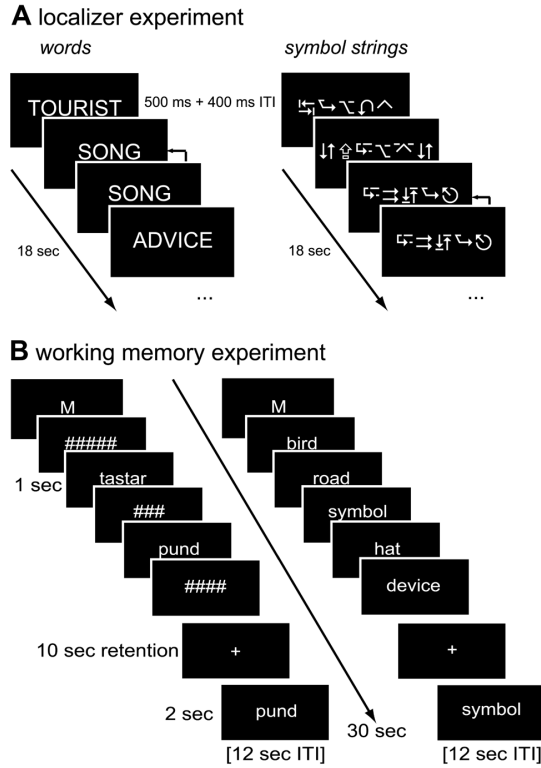 A localizer experiment
words
symbol strings
TOURIST
500 ms + 400 ms ITI
SONG
SONG
ADVICE
18 sec
...
18 sec
...
B working memory experiment
M
#####
1 sec
tastar
###
pund
####
10 sec retention
+
2 sec
pund
[12 sec ITI]
M
bird
road
symbol
hat
device
+
30 sec
symbol
[12 sec ITI]